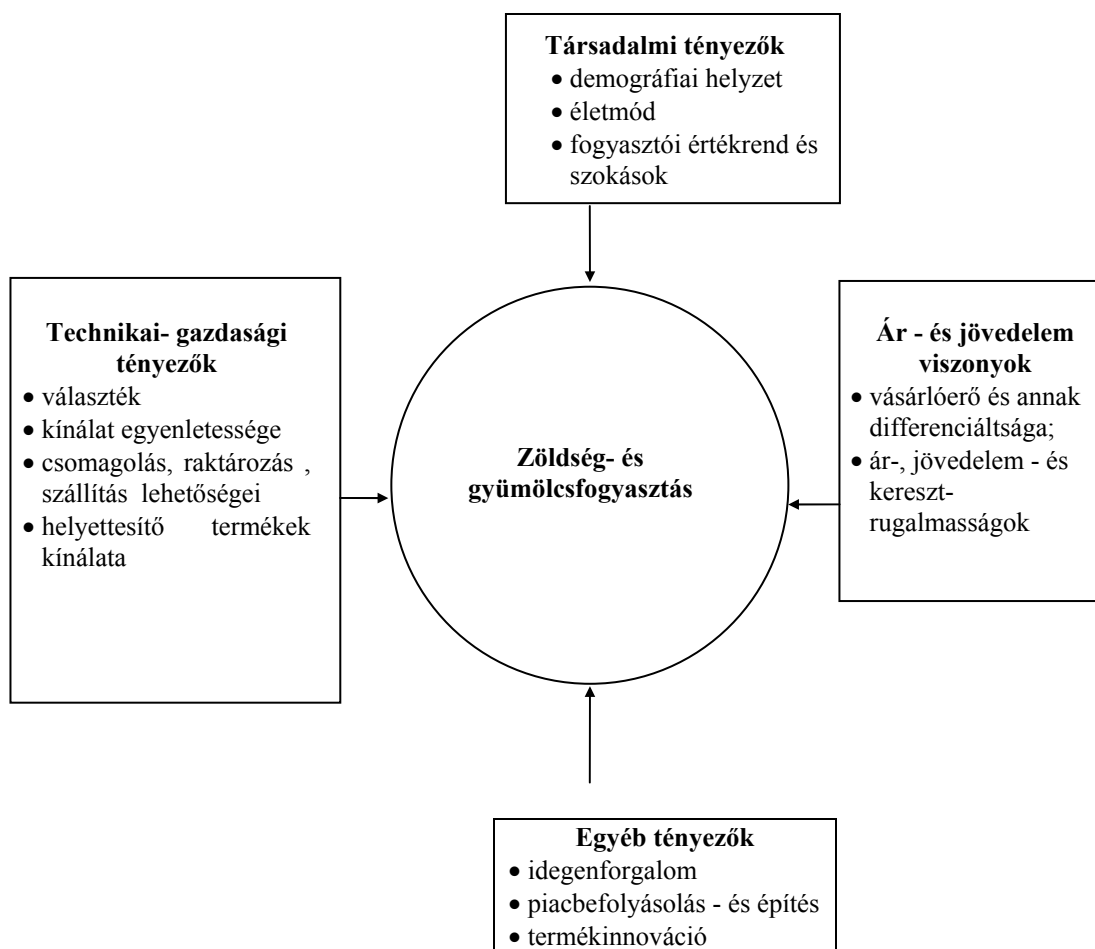 Társadalmi tényezők
• demográfiai helyzet
• életmód
• fogyasztói értékrend és
szokások
Technikai- gazdasági
tényezők
• választék
• kínálat egyenletessége
• csomagolás, raktározás ,
szállítás lehetőségei
• helyettesítő termékek
kínálata
Zöldség- és
gyümölcsfogyasztás
Ár - és jövedelem
viszonyok
• vásárlóerő és annak
differenciáltsága;
• ár-, jövedelem - és
kereszt-
rugalmasságok
Egyéb tényezők
• idegenforgalom
• piacbefolyásolás - és építés
• termékinnováció